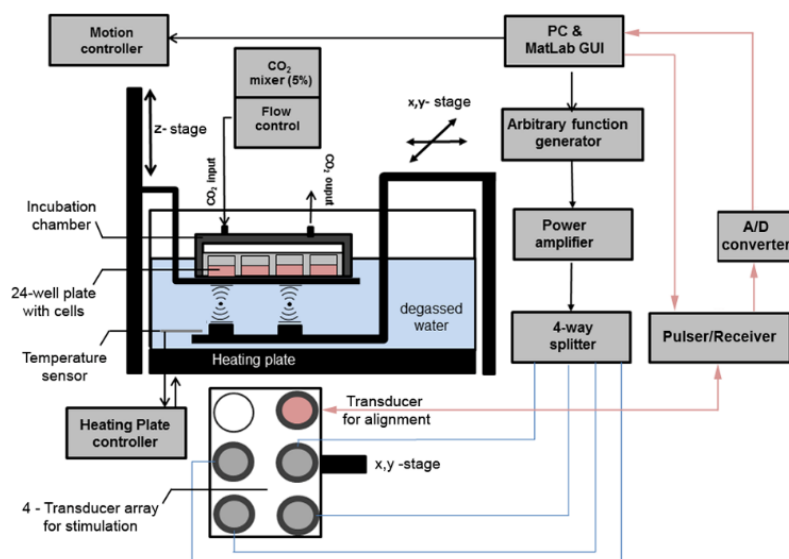 Motion
controller
CO2
mixer (5%)
Flow
control
PC &
MatLab GUI
z- stage
x,y- stage
Arbitrary function
generator
CO2 input
CO2 ouput
Incubation
chamber
Power
amplifier
A/D
converter
24-well plate
with cells
degassed
water
Temperature
sensor
Heating plate
4-way
splitter
Pulser/Receiver
Heating Plate
controller
Transducer
for alignment
x,y -stage
4 - Transducer array
for stimulation